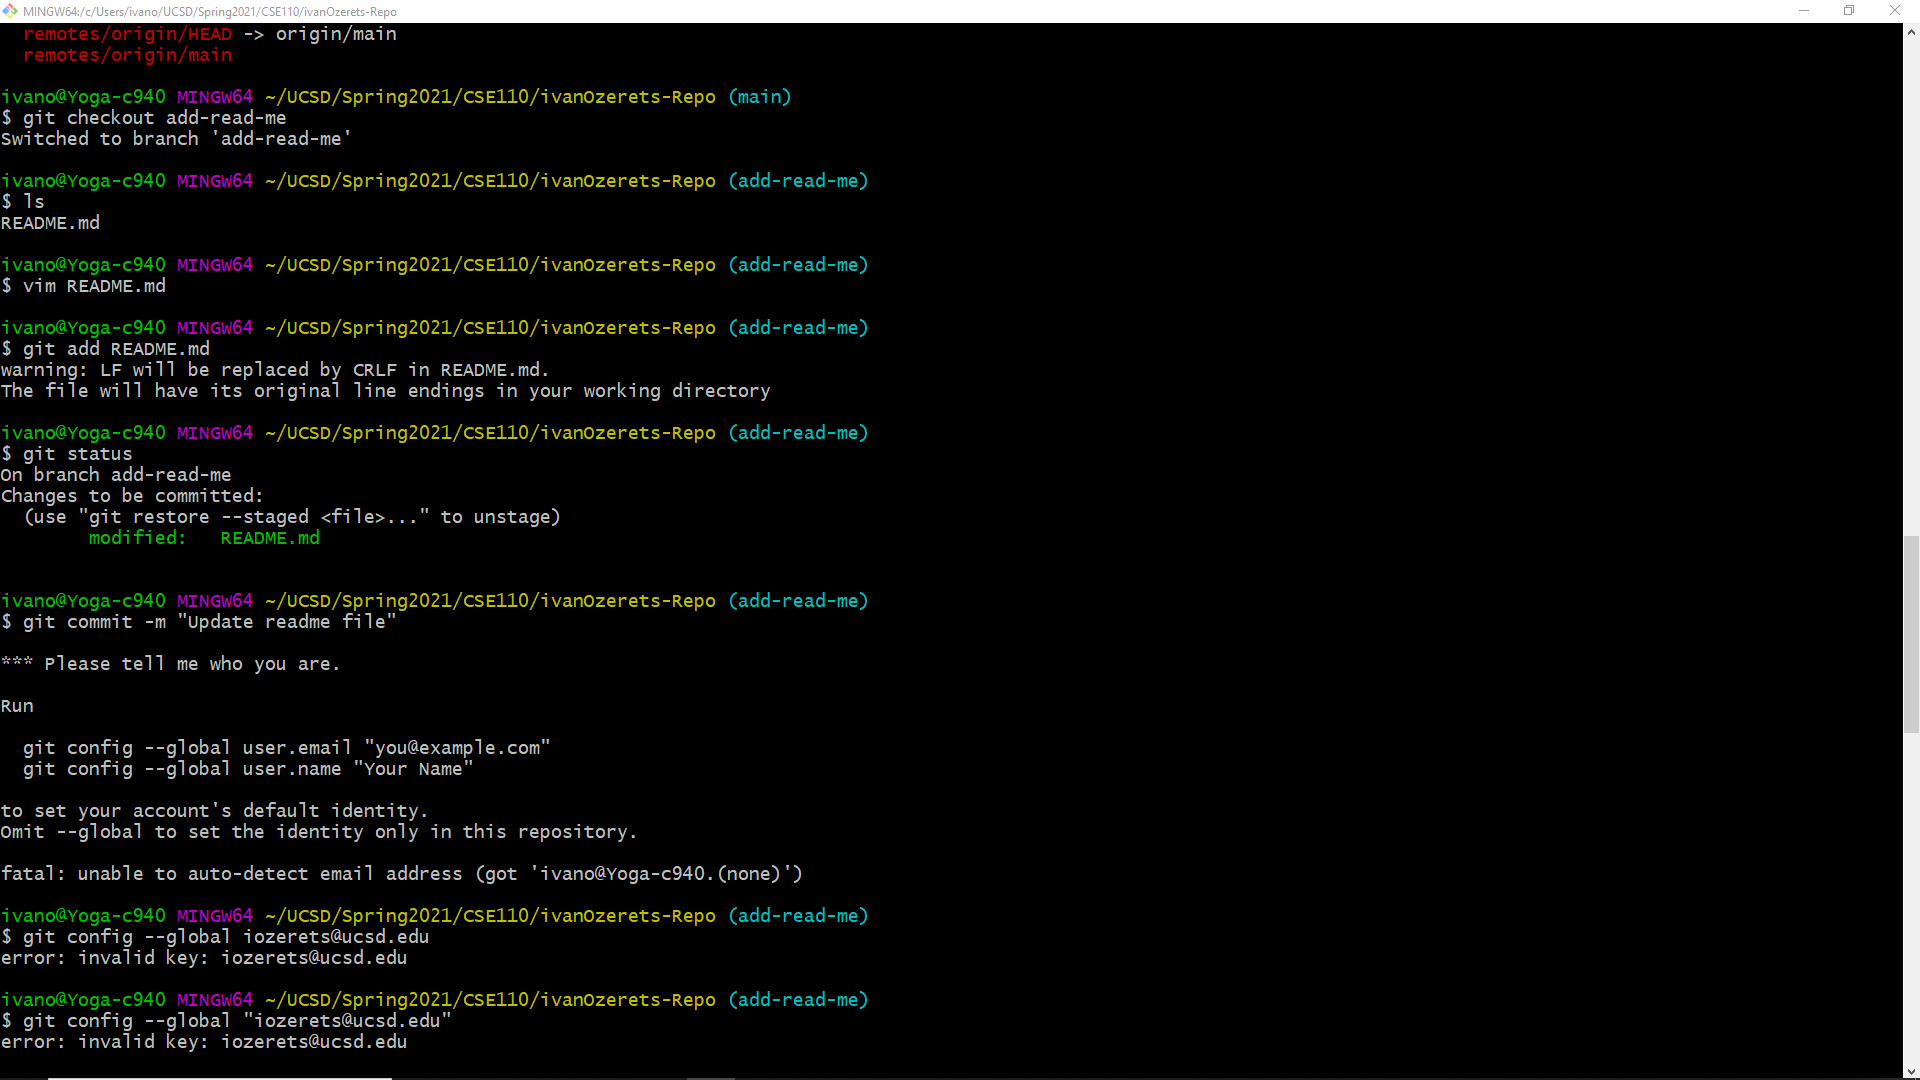 MINGW64:/c/Users/ivano/UCSD/Spring2021/CSE110/ivanOzerets-Repo
  remotes/origin/HEAD -> origin/main
  remotes/origin/main

ivano@Yoga-c940 MINGW64 ~/UCSD/Spring2021/CSE110/ivanOzerets-Repo (main)
$ git checkout add-read-me
Switched to branch 'add-read-me'

ivano@Yoga-c940 MINGW64 ~/UCSD/Spring2021/CSE110/ivanOzerets-Repo (add-read-me)
$ ls
README.md

ivano@Yoga-c940 MINGW64 ~/UCSD/Spring2021/CSE110/ivanOzerets-Repo (add-read-me)
$ vim README.md

ivano@Yoga-c940 MINGW64 ~/UCSD/Spring2021/CSE110/ivanOzerets-Repo (add-read-me)
$ git add README.md
warning: LF will be replaced by CRLF in README.md.
The file will have its original line endings in your working directory

ivano@Yoga-c940 MINGW64 ~/UCSD/Spring2021/CSE110/ivanOzerets-Repo (add-read-me)
$ git status
On branch add-read-me
Changes to be committed:
  (use "git restore --staged <file>..." to unstage)
        modified:   README.md


ivano@Yoga-c940 MINGW64 ~/UCSD/Spring2021/CSE110/ivanOzerets-Repo (add-read-me)
$ git commit -m "Update readme file"

*** Please tell me who you are.

Run

  git config --global user.email "you@example.com"
  git config --global user.name "Your Name"

to set your account's default identity.
Omit --global to set the identity only in this repository.

fatal: unable to auto-detect email address (got 'ivano@Yoga-c940.(none)')

ivano@Yoga-c940 MINGW64 ~/UCSD/Spring2021/CSE110/ivanOzerets-Repo (add-read-me)
$ git config --global iozerets@ucsd.edu
error: invalid key: iozerets@ucsd.edu

ivano@Yoga-c940 MINGW64 ~/UCSD/Spring2021/CSE110/ivanOzerets-Repo (add-read-me)
$ git config --global "iozerets@ucsd.edu"
error: invalid key: iozerets@ucsd.edu